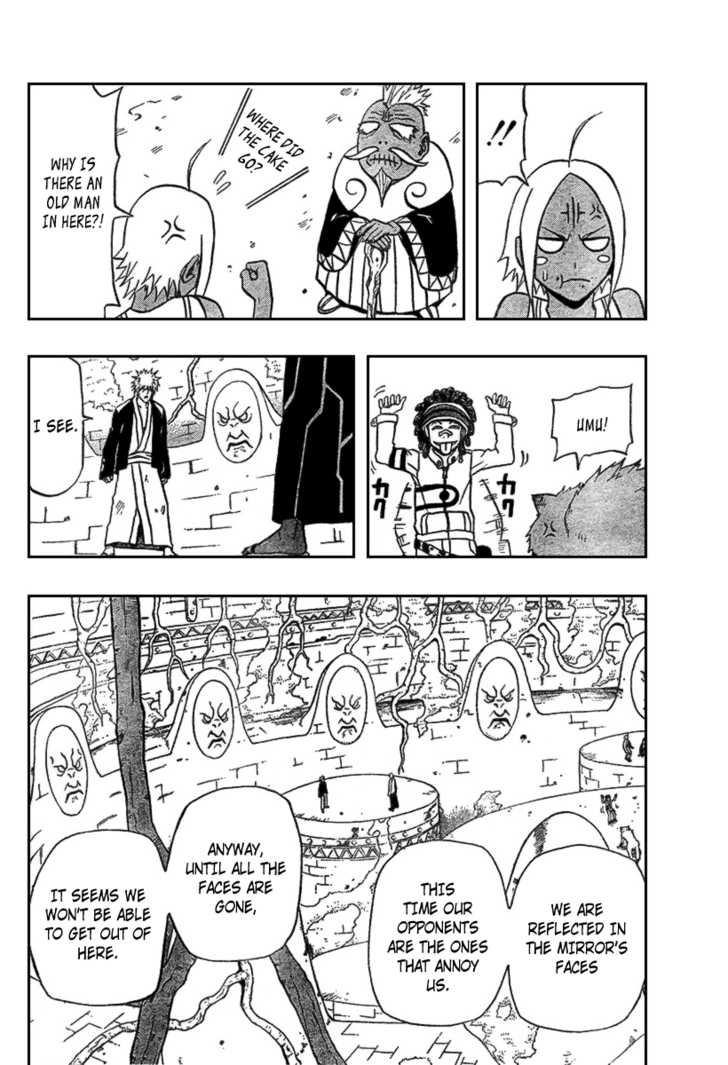 !!
WHERE DID
THE CAKE
GO?
WHY IS
THERE AN
OLD MAN
IN HERE?!
UMU!
カク
カク
I SEE.
WE ARE
REFLECTED IN
THE MIRROR'S
FACES
THIS
TIME OUR
OPPONENTS
ARE THE ONES
THAT ANNOY
US.
ANYWAY,
UNTIL ALL THE
FACES ARE
GONE,
IT SEEMS WE
WON'T BE ABLE
TO GET OUT OF
HERE.